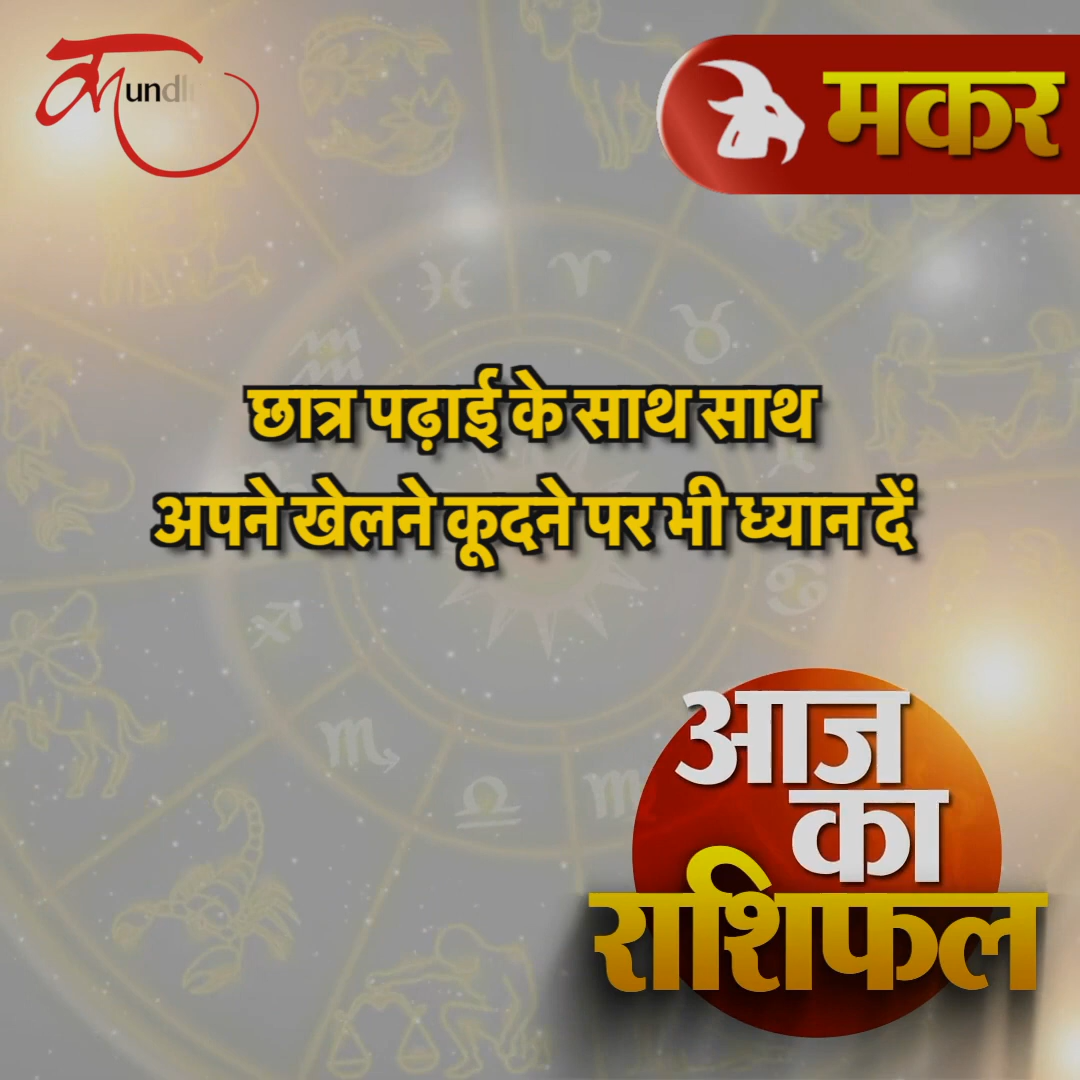 मकर
छात्र पढ़ाई के साथ साथ
अपने खेलने कूदने पर भी ध्यान दें
आज
का
राशिफल